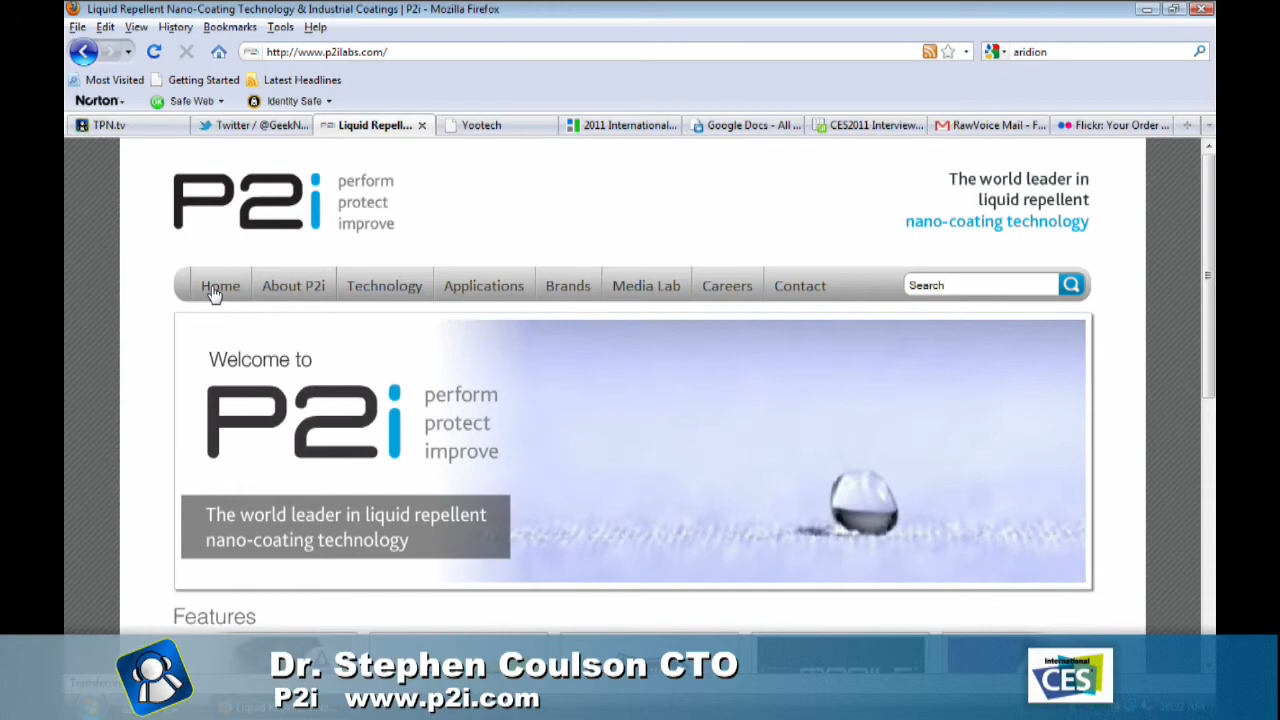 Liquid Repellent Nano-Coating Technology & Industrial Coatings | P2i - Mozilla Firefox
File Edit View History Bookmarks Tools Help
http://www.p2ilabs.com/
aridion
Most Visited Getting Started Latest Headlines
Norton Safe Web Identity Safe
TPN.tv Twitter / @GeekN... Liquid Repell... Yootech 2011 International... Google Docs - All ... CES2011 Interview... RawVoice Mail - F... Flickr: Your Order ...
P2i perform
protect
improve
The world leader in
liquid repellent
nano-coating technology
Home About P2i Technology Applications Brands Media Lab Careers Contact Search
Welcome to
P2i perform
protect
improve
The world leader in liquid repellent
nano-coating technology
Features
Dr. Stephen Coulson CTO
P2i www.p2i.com
International
CES